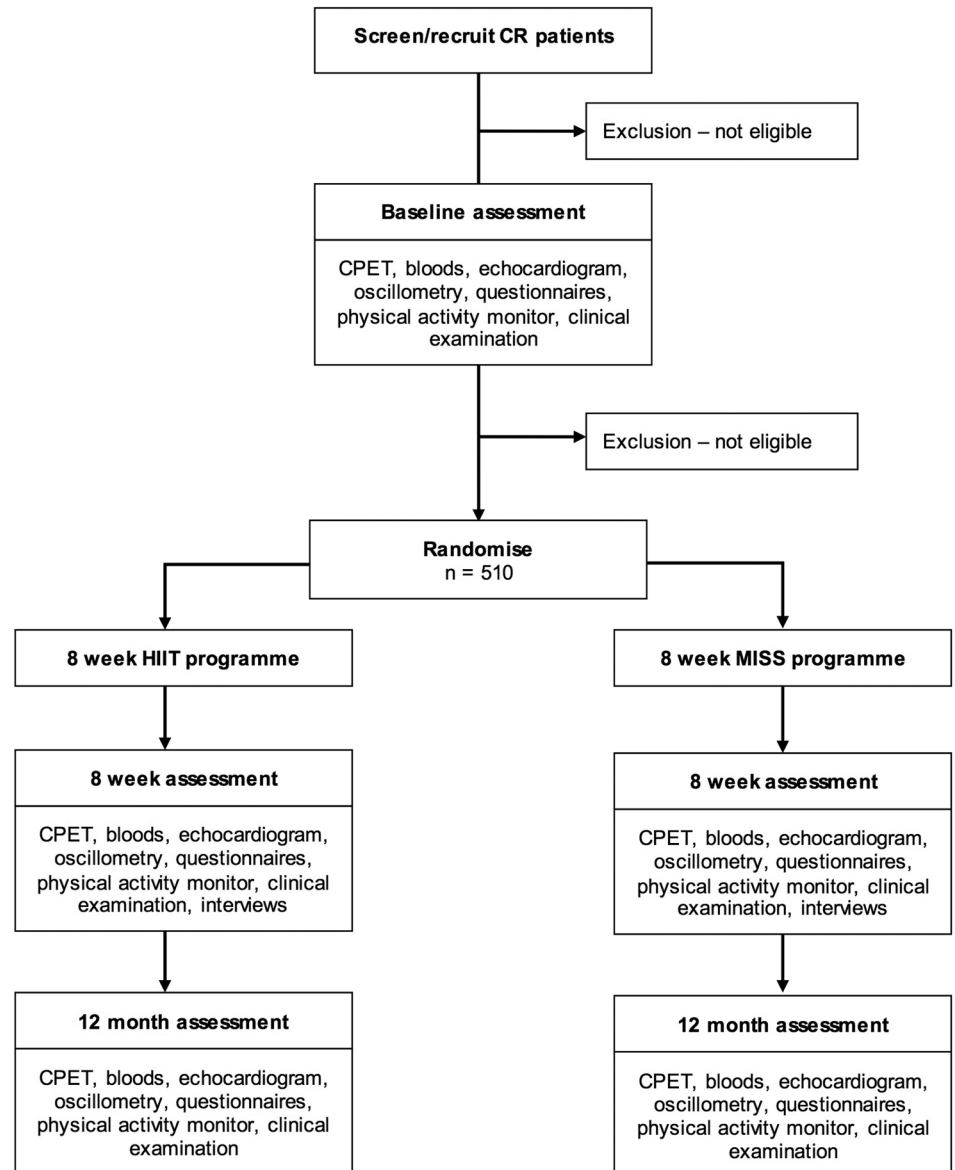 Screen/recruit CR patients
Exclusion – not eligible
Baseline assessment
CPET, bloods, echocardiogram,
oscillometry, questionnaires,
physical activity monitor, clinical
examination
Exclusion – not eligible
Randomise
n = 510
8 week HIIT programme
8 week MISS programme
8 week assessment
CPET, bloods, echocardiogram,
oscillometry, questionnaires,
physical activity monitor, clinical
examination, interviews
8 week assessment
CPET, bloods, echocardiogram,
oscillometry, questionnaires,
physical activity monitor, clinical
examination, interviews
12 month assessment
CPET, bloods, echocardiogram,
oscillometry, questionnaires,
physical activity monitor, clinical
examination
12 month assessment
CPET, bloods, echocardiogram,
oscillometry, questionnaires,
physical activity monitor, clinical
examination